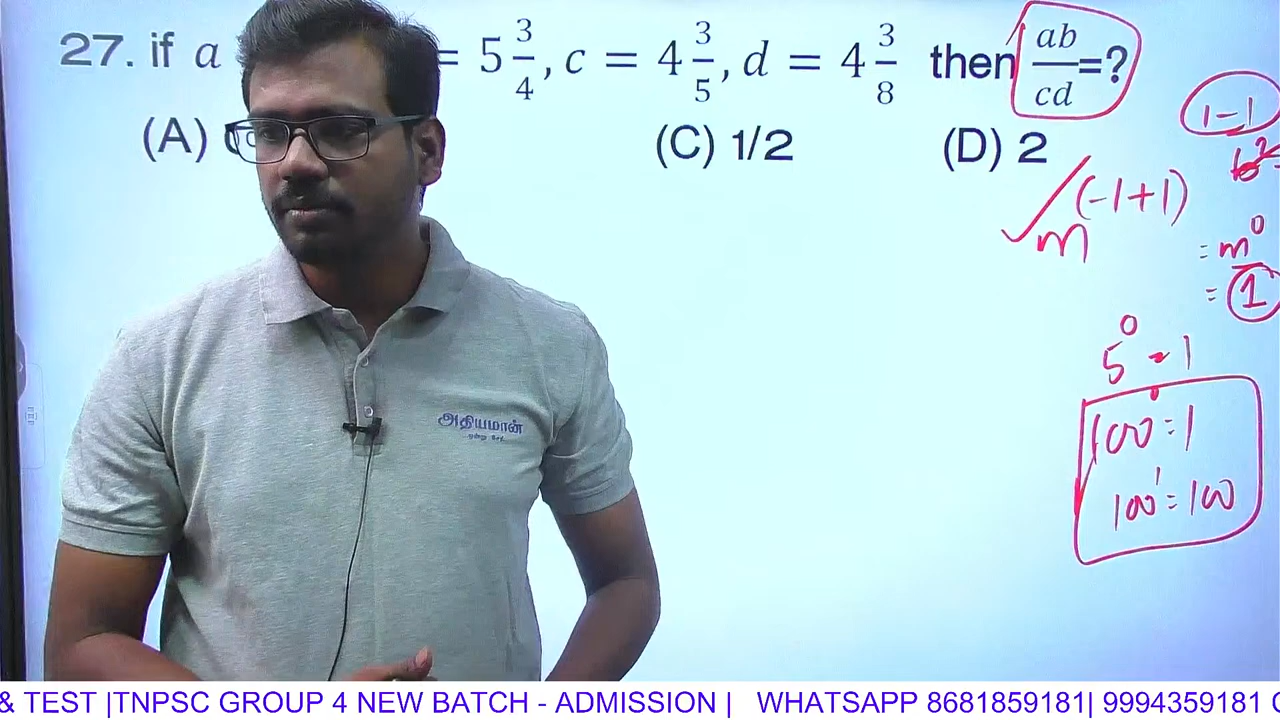 27. if a = 5 3/4, c = 4 3/5, d = 4 3/8 then ab/cd = ?
(A) (C) 1/2 (D) 2
1-1
m(-1+1)
= m⁰
= 1
5⁰ = 1
100⁰ = 1
100¹ = 100
அதியமான்
& TEST |TNPSC GROUP 4 NEW BATCH - ADMISSION | WHATSAPP 8681859181| 9994359181